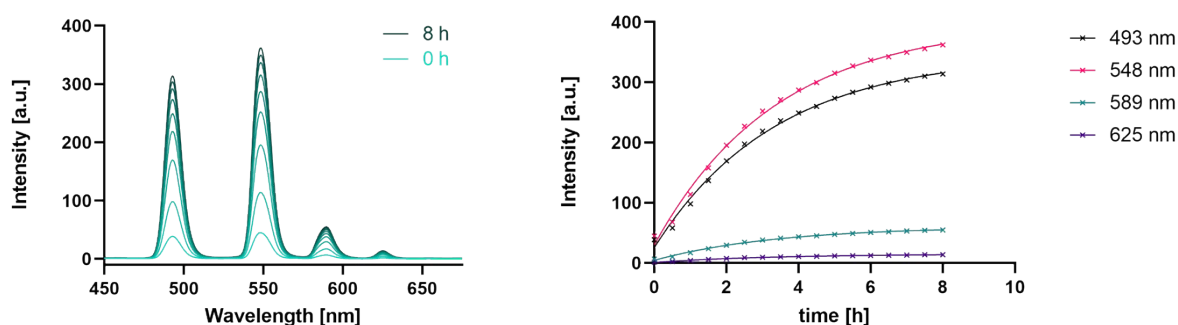 400
300
200
100
0
450
500
550
600
650
Intensity [a.u.]
Wavelength [nm]
8 h
0 h
400
300
200
100
0
0
2
4
6
8
10
Intensity [a.u.]
time [h]
493 nm
548 nm
589 nm
625 nm